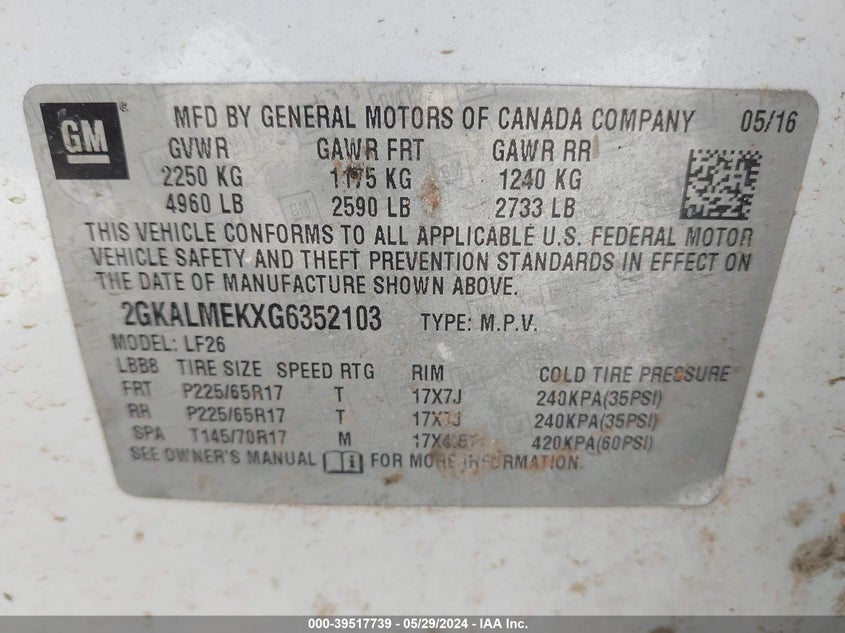 GM
MFD BY GENERAL MOTORS OF CANADA COMPANY 05/16
GVWR GAWR FRT GAWR RR
2250 KG 1175 KG 1240 KG
4960 LB 2590 LB 2733 LB
THIS VEHICLE CONFORMS TO ALL APPLICABLE U.S. FEDERAL MOTOR
VEHICLE SAFETY AND THEFT PREVENTION STANDARDS IN EFFECT ON
THE DATE OF MANUFACTURE SHOWN ABOVE.
2GKALMEKXG6352103 TYPE: M.P.V.
MODEL: LF26
LBB8 TIRE SIZE SPEED RTG RIM COLD TIRE PRESSURE
FRT P225/65R17 T 17X7J 240KPA(35PSI)
RR P225/65R17 T 17X7J 240KPA(35PSI)
SPA T145/70R17 M 420KPA(60PSI)
SEE OWNER'S MANUAL FOR MORE INFORMATION.
000-39517739 - 05/29/2024 - IAA Inc.